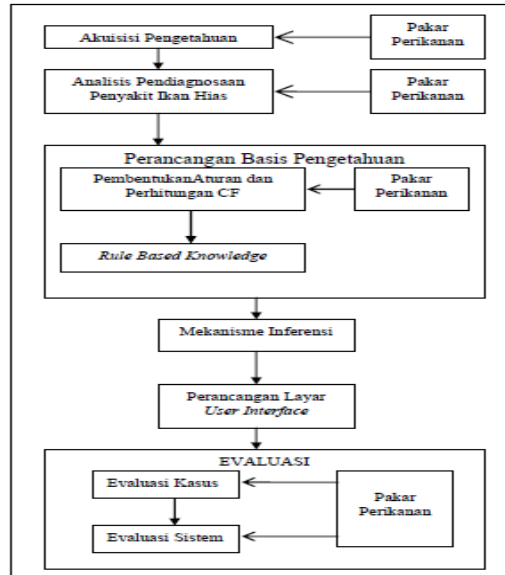 Akuisisi Pengetahuan
Pakar
Perikanan
Analisis Pendiagnosaan
Penyakit Ikan Hias
Pakar
Perikanan
Perancangan Basis Pengetahuan
PembentukanAturan dan
Perhitungan CF
Pakar
Perikanan
Rule Based Knowledge
Mekanisme Inferensi
Perancangan Layar
User Interface
EVALUASI
Evaluasi Kasus
Evaluasi Sistem
Pakar
Perikanan